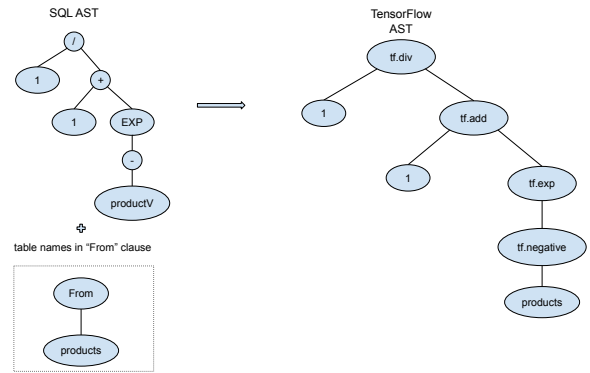 SQL AST
/
1
+
1
EXP
-
productV
table names in “From” clause
From
products
TensorFlow
AST
tf.div
1
tf.add
1
tf.exp
tf.negative
products